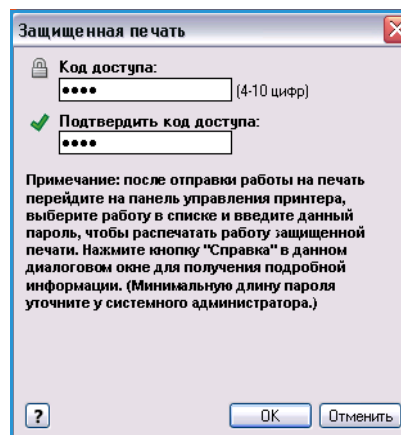 Защищенная печать
Код доступа:
●●●● (4-10 цифр)
Подтвердить код доступа:
●●●●
Примечание: после отправки работы на печать
перейдите на панель управления принтера,
выберите работу в списке и введите данный
пароль, чтобы распечатать работу защищенной
печати. Нажмите кнопку "Справка" в данном
диалоговом окне для получения подробной
информации. (Минимальную длину пароля
уточните у системного администратора.)
? OK Отменить